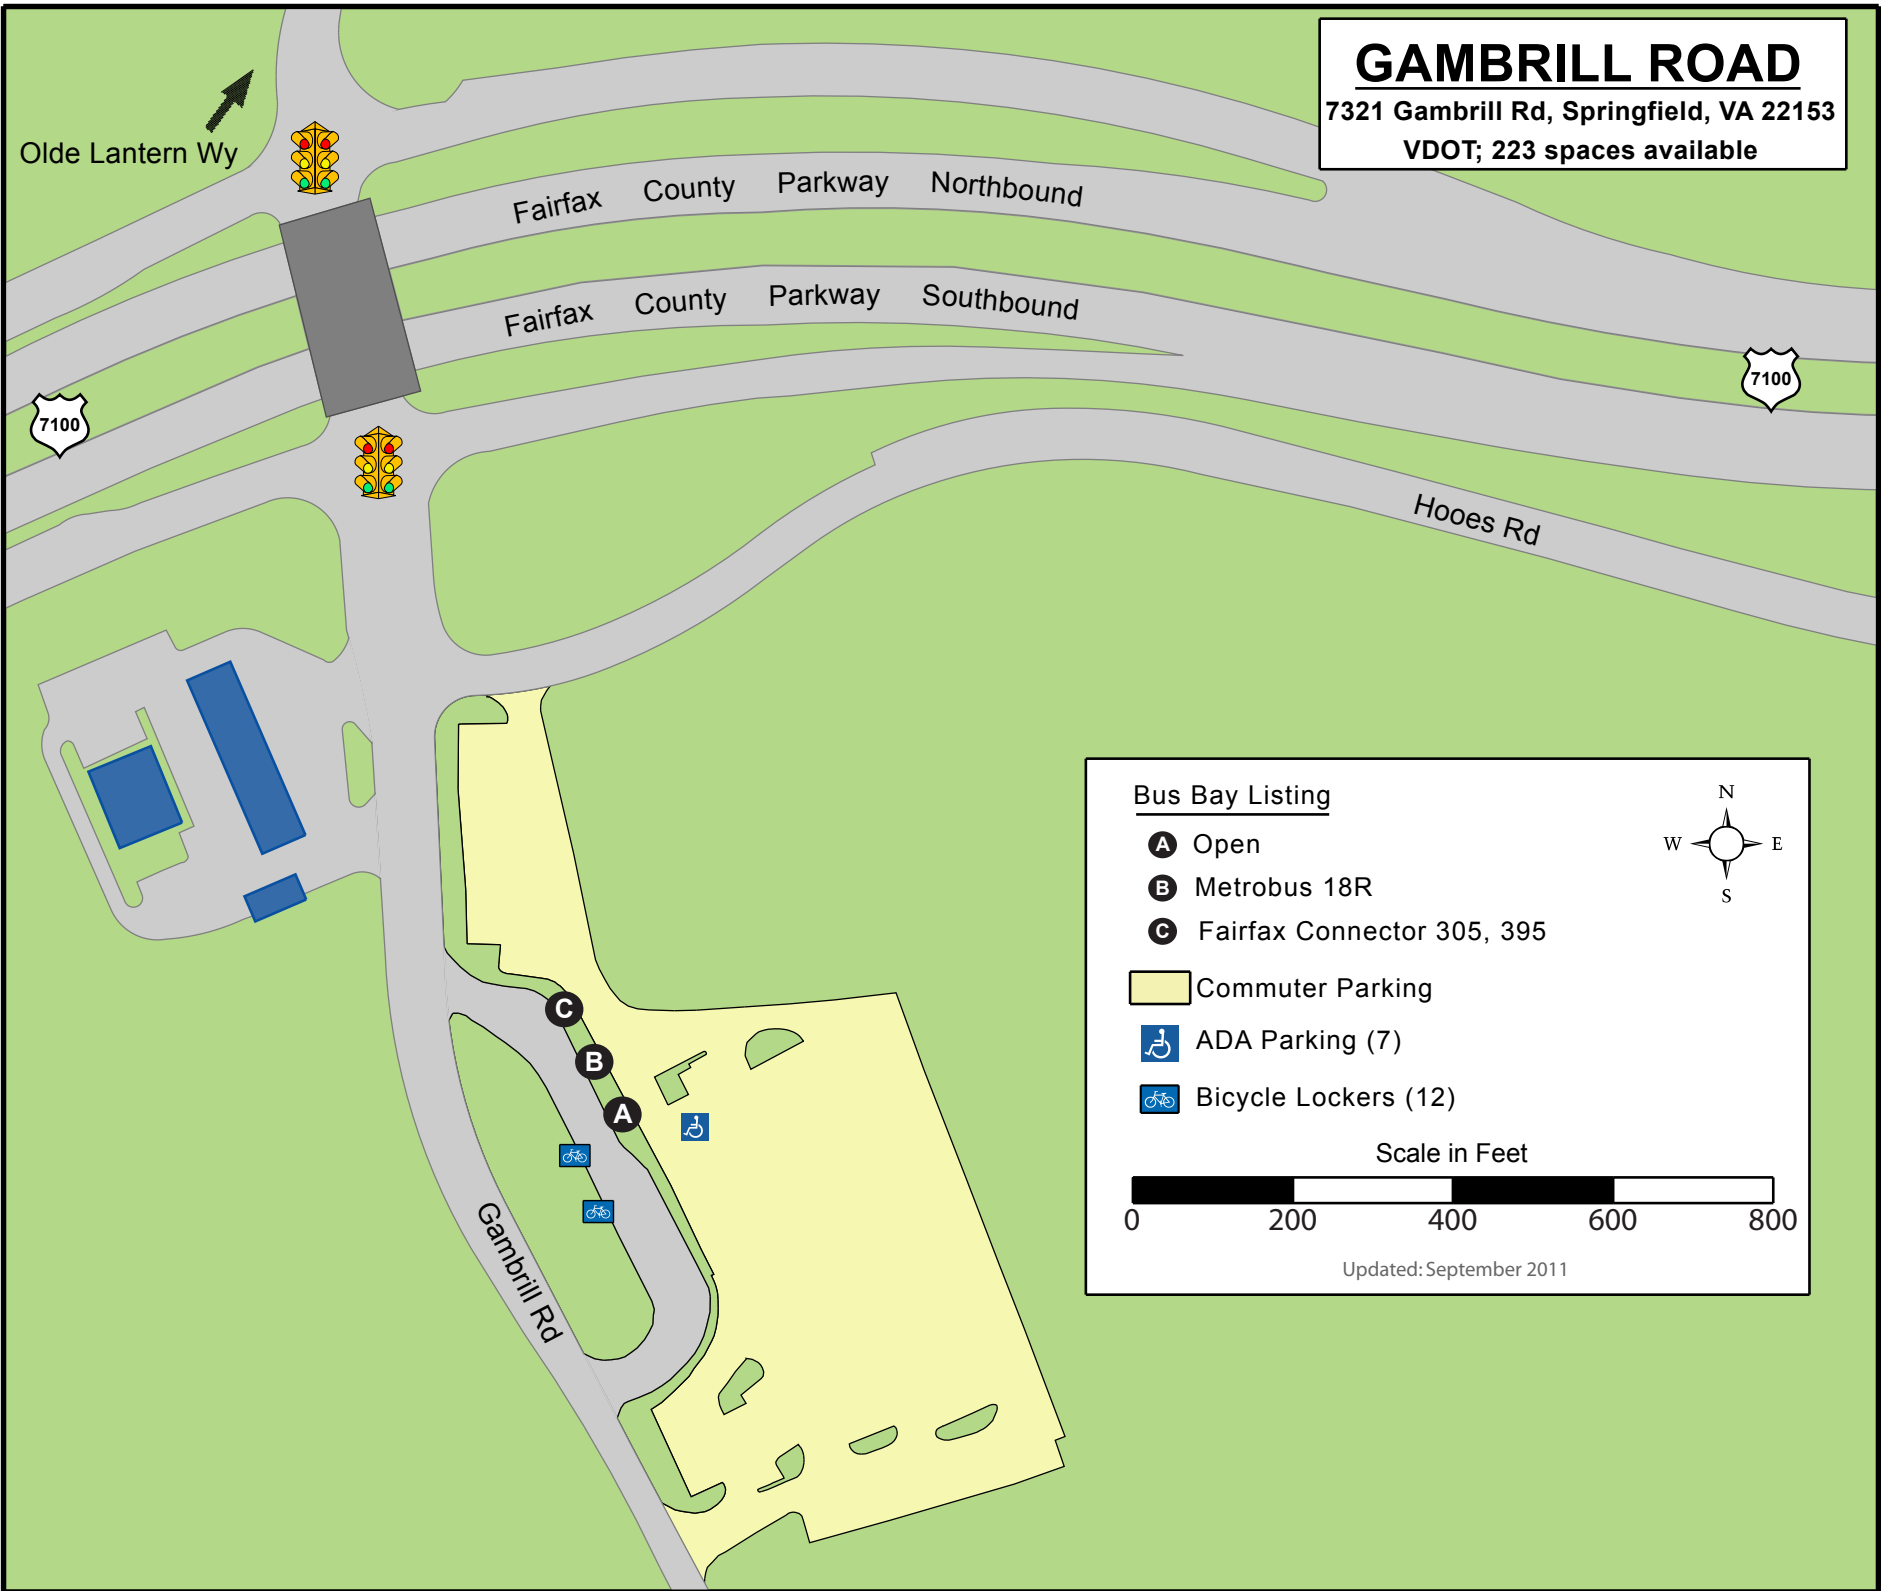 GAMBRILL ROAD
7321 Gambrill Rd, Springfield, VA 22153
VDOT; 223 spaces available
Olde Lantern Wy
Fairfax County Parkway Northbound
Fairfax County Parkway Southbound
7100
7100
Hooes Rd
Bus Bay Listing
A Open
B Metrobus 18R
C Fairfax Connector 305, 395
Commuter Parking
ADA Parking (7)
Bicycle Lockers (12)
N
W E
S
Scale in Feet
0 200 400 600 800
Updated: September 2011
C
B
A
Gambrill Rd